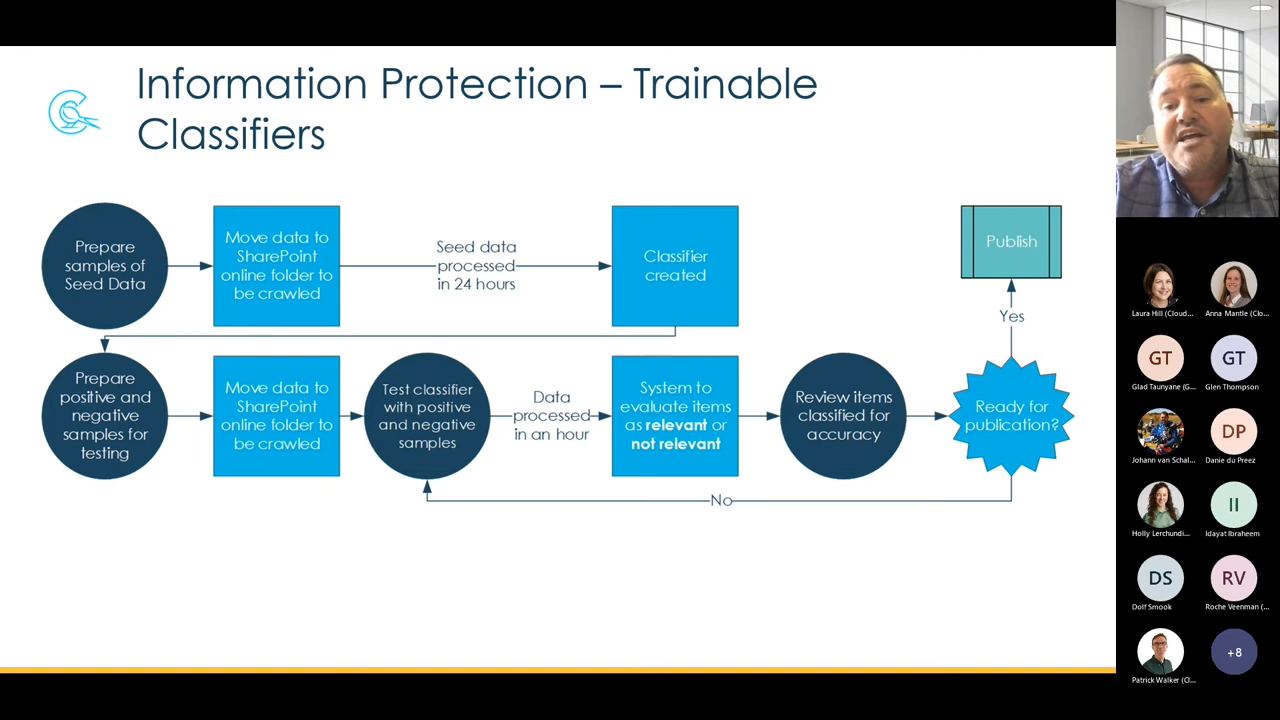 Information Protection – Trainable
Classifiers
Prepare
samples of
Seed Data
Move data to
SharePoint
online folder to
be crawled
Seed data
processed
in 24 hours
Classifier
created
Publish
Yes
Prepare
positive and
negative
samples for
testing
Move data to
SharePoint
online folder to
be crawled
Test classifier
with positive
and negative
samples
Data
processed
in an hour
System to
evaluate items
as relevant or
not relevant
Review items
classified for
accuracy
Ready for
publication?
No
Laura Hill (Cloud...
Anna Mantle (Clo...
GT
GT
Glad Taunyane (G...
Glen Thompson
DP
Johann van Schal...
Danie du Preez
II
Holly Lerchundi...
Idayat Ibraheem
DS
RV
Dolf Smook
Roche Veenman (...
+8
Patrick Walker (Cl...